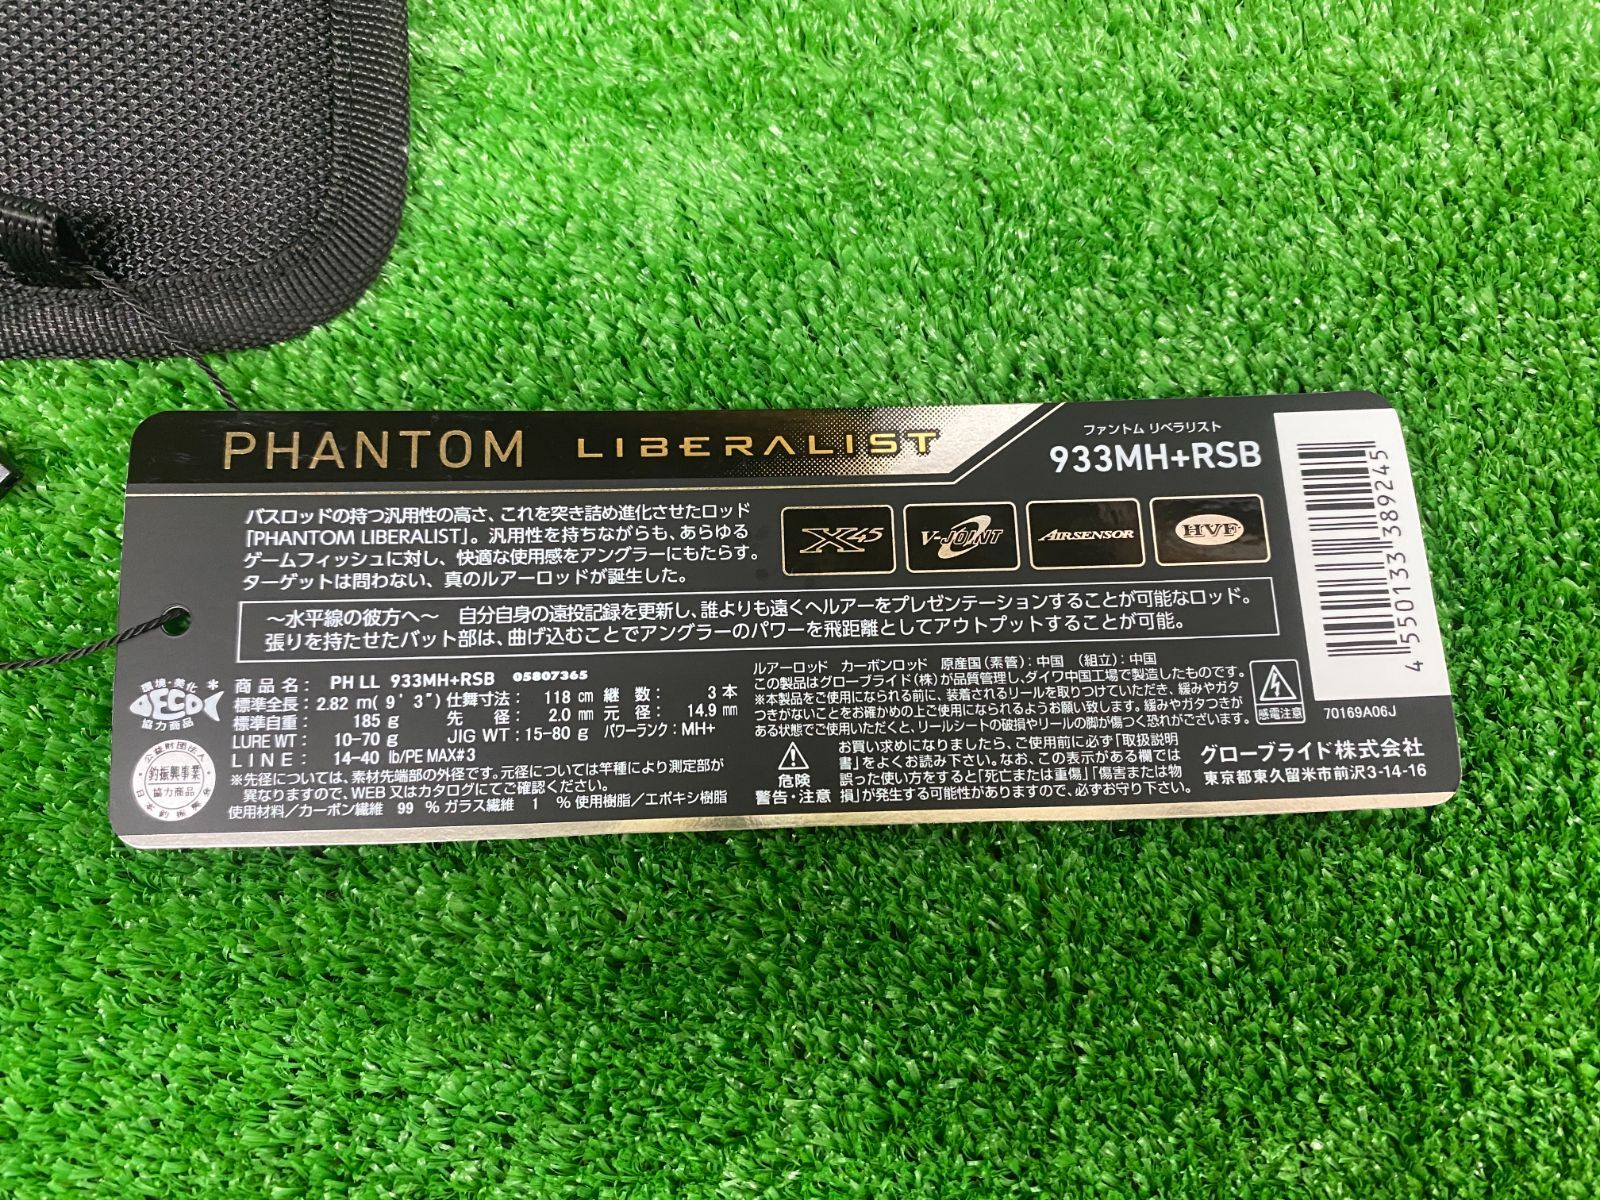 PHANTOM LIBERALIST
ファントム リベラリスト
933MH+RSB
バスロッドの持つ汎用性の高さ、これを突き詰め進化させたロッド
「PHANTOM LIBERALIST」。汎用性を持ちながらも、あらゆる
ゲームフィッシュに対し、快適な使用感をアングラーにもたらす。
ターゲットは問わない、真のルアーロッドが誕生した。
X45
V-JOINT
AIRSENSOR
HVF
〜水平線の彼方へ〜 自分自身の遠投記録を更新し、誰よりも遠くへルアーをプレゼンテーションすることが可能なロッド。
張りを持たせたバット部は、曲げ込むことでアングラーのパワーを飛距離としてアウトプットすることが可能。
環境・美化
ECO
協力商品
公益財団法人
釣振興事業
協力商品
日本釣振興会
商品名: PH LL 933MH+RSB 05807365
標準全長: 2.82 m( 9' 3") 仕舞寸法: 118 cm 継数: 3 本
標準自重: 185 g 先径: 2.0 mm 元径: 14.9 mm
LURE WT: 10-70 g JIG WT: 15-80 g パワーランク: MH+
LINE: 14-40 lb/PE MAX#3
※先径については、素材先端部の外径です。元径については竿種により測定部が
異なりますので、WEB又はカタログにてご確認ください。
使用材料/カーボン繊維 99 % ガラス繊維 1 % 使用樹脂/エポキシ樹脂
ルアーロッド カーボンロッド 原産国(素管):中国 (組立):中国
この製品はグローブライド(株)が品質管理し、ダイワ中国工場で製造したものです。
※本製品をご使用になられる前に、装着されるリールを取りつけていただき、緩みやガタ
つきがないことをお確かめの上ご使用になられるようお願い致します。緩みやガタつきが
ある状態でご使用いただくと、リールシートの破損やリールの脚が傷つく恐れがございます。
感電注意
危険
警告・注意
お買い求めになりましたら、ご使用前に必ず「取扱説明
書」をよくお読み下さい。なお、この表示がある欄では
誤った使い方をすると「死亡または重傷」「傷害または物
損」が発生する可能性がありますので、必ずお守り下さい。
70169A06J
グローブライド株式会社
東京都東久留米市前沢3-14-16
4 550133 389245